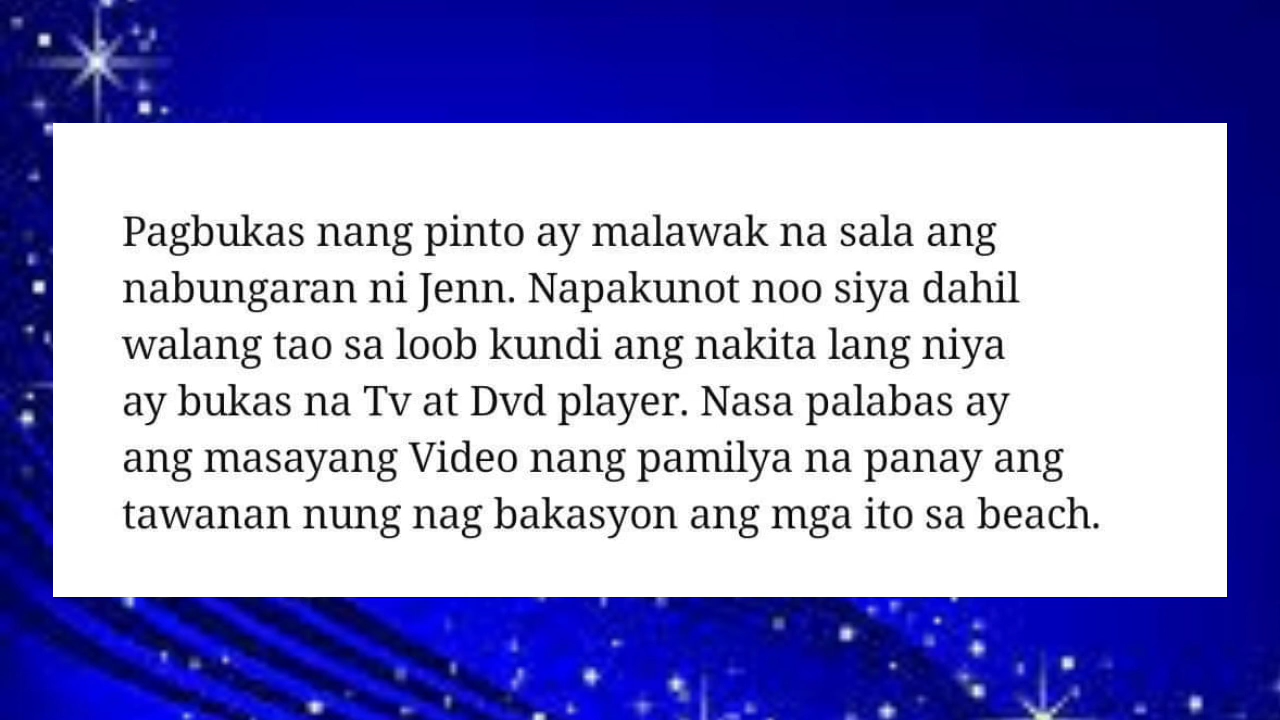 Pagbukas nang pinto ay malawak na sala ang
nabungaran ni Jenn. Napakunot noo siya dahil
walang tao sa loob kundi ang nakita lang niya
ay bukas na Tv at Dvd player. Nasa palabas ay
ang masayang Video nang pamilya na panay ang
tawanan nung nag bakasyon ang mga ito sa beach.